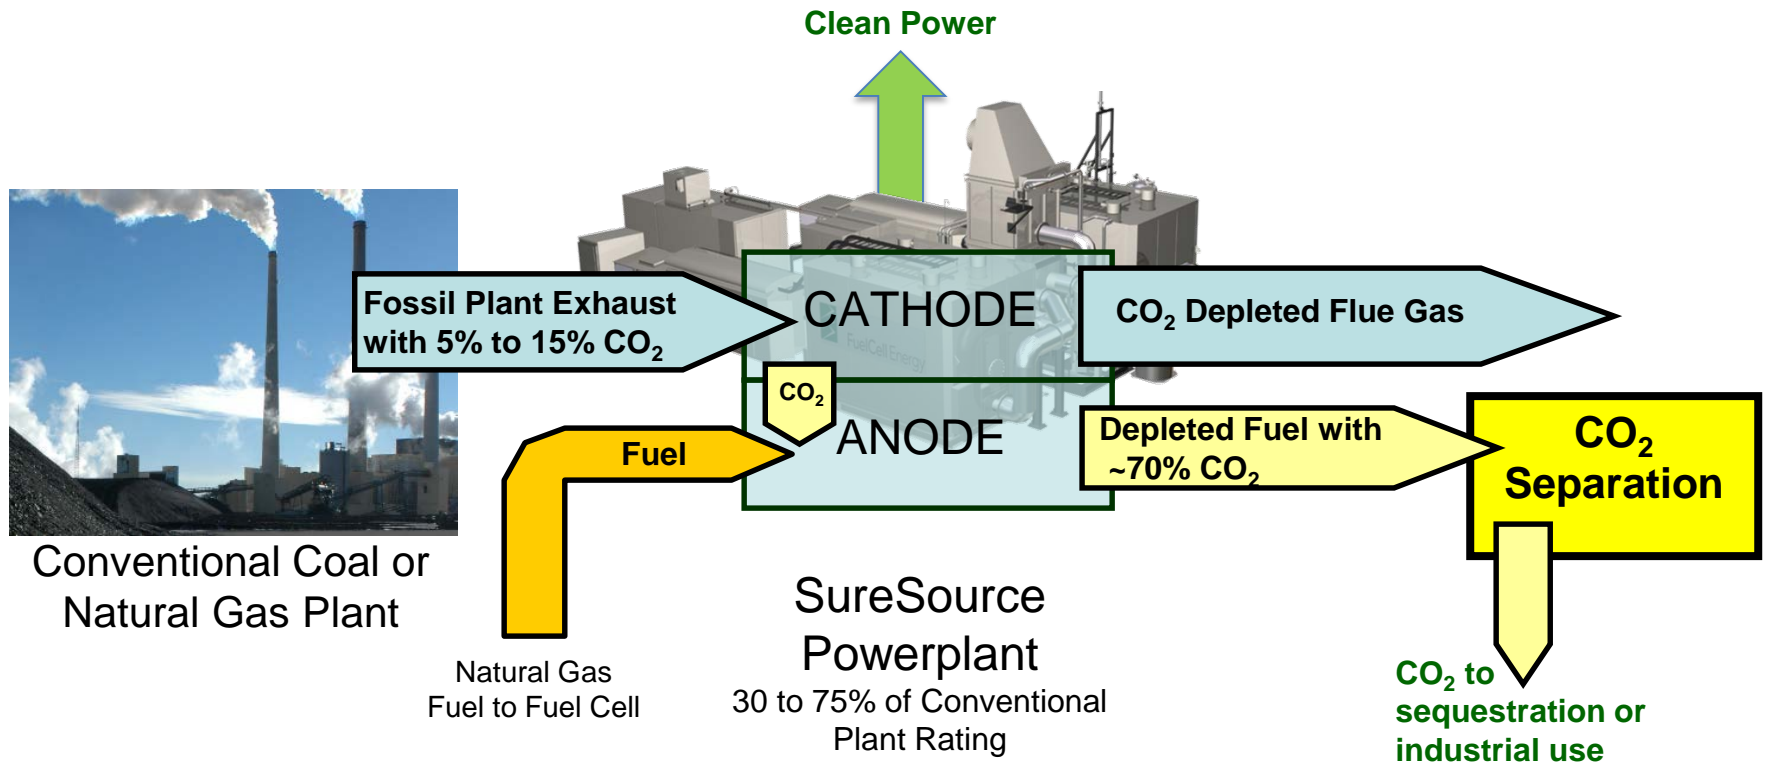 Clean Power
Fossil Plant Exhaust
with 5% to 15% CO₂
CATHODE
FuelCell Energy
CO₂ Depleted Flue Gas
CO₂
ANODE
Fuel
Depleted Fuel with
~70% CO₂
CO₂
Separation
Conventional Coal or
Natural Gas Plant
Natural Gas
Fuel to Fuel Cell
SureSource
Powerplant
30 to 75% of Conventional
Plant Rating
CO₂ to
sequestration or
industrial use